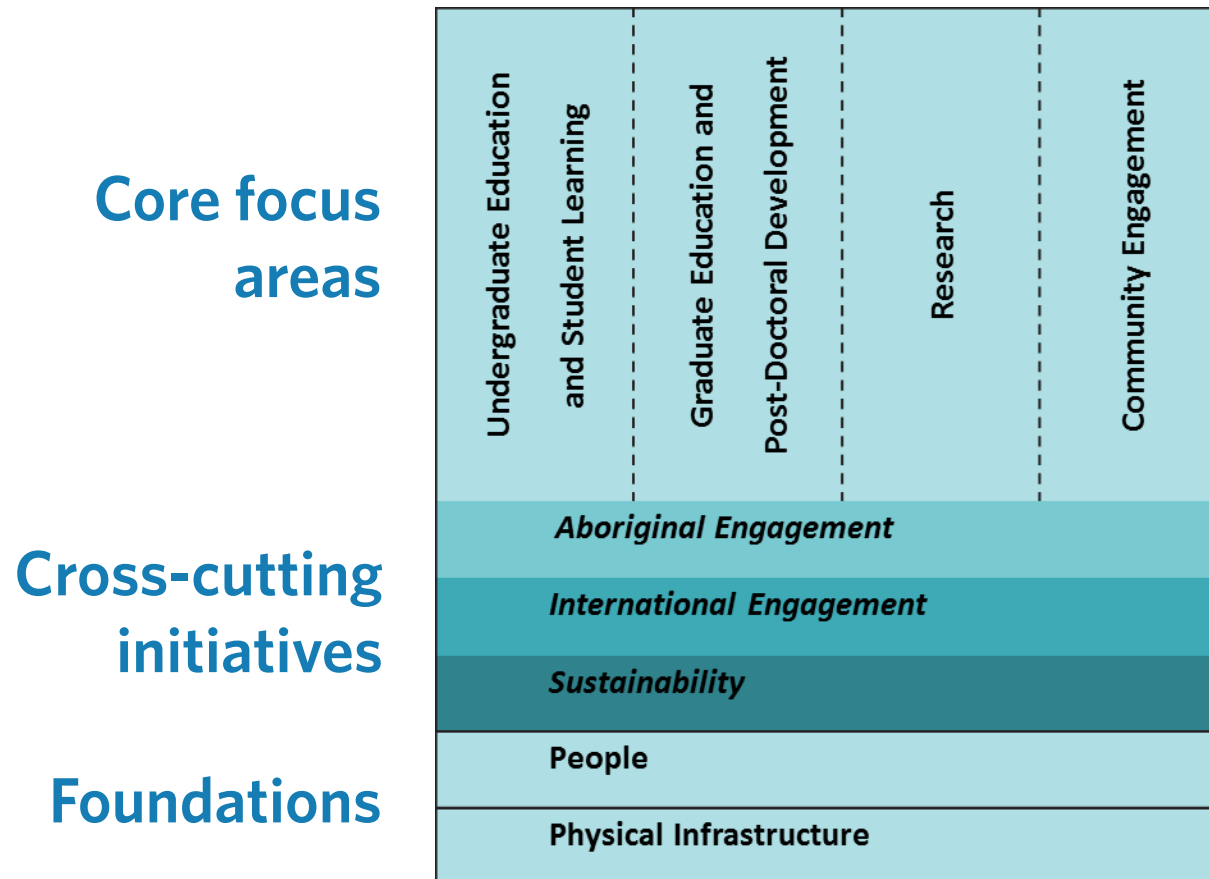 Core focus
areas
Undergraduate Education
and Student Learning
Graduate Education and
Post-Doctoral Development
Research
Community Engagement
Cross-cutting
initiatives
Aboriginal Engagement
International Engagement
Sustainability
Foundations
People
Physical Infrastructure